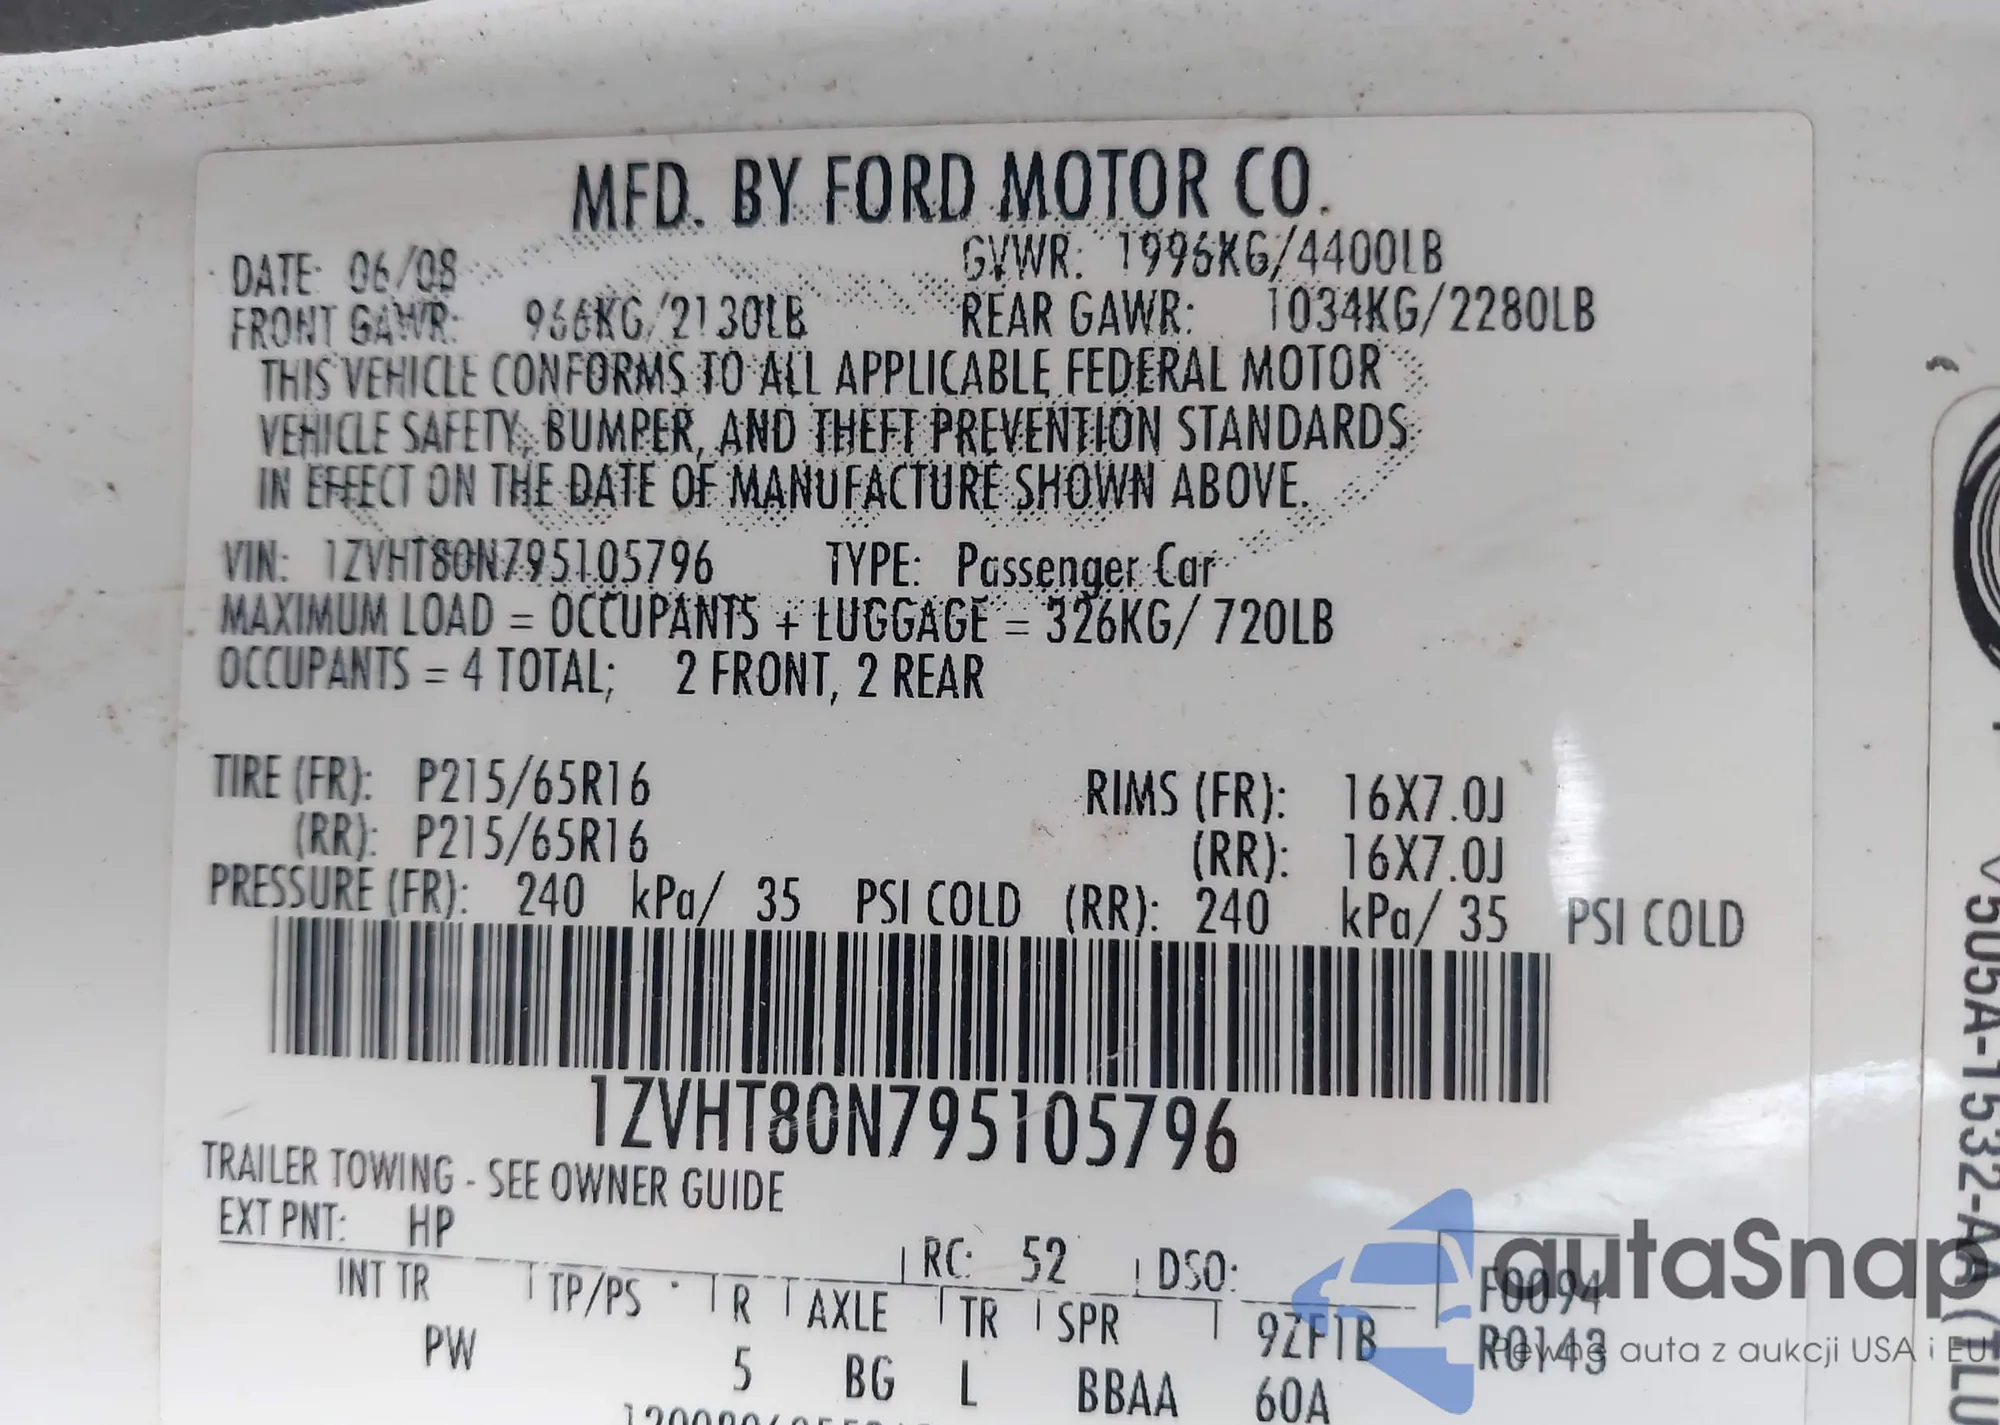 MFD. BY FORD MOTOR CO.
DATE: 06/08 GVWR: 1996KG/4400LB
FRONT GAWR: 966KG/2130LB REAR GAWR: 1034KG/2280LB
THIS VEHICLE CONFORMS TO ALL APPLICABLE FEDERAL MOTOR
VEHICLE SAFETY, BUMPER, AND THEFT PREVENTION STANDARDS
IN EFFECT ON THE DATE OF MANUFACTURE SHOWN ABOVE.
VIN: 1ZVHT80N795105796 TYPE: Passenger Car
MAXIMUM LOAD = OCCUPANTS + LUGGAGE = 326KG/ 720LB
OCCUPANTS = 4 TOTAL; 2 FRONT, 2 REAR
TIRE (FR): P215/65R16 RIMS (FR): 16X7.0J
(RR): P215/65R16 (RR): 16X7.0J
PRESSURE (FR): 240 kPa/ 35 PSI COLD (RR): 240 kPa/ 35 PSI COLD
1ZVHT80N795105796
TRAILER TOWING - SEE OWNER GUIDE
EXT PNT: HP RC: 52 DSO: F0094
INT TR TP/PS R AXLE TR SPR 9ZF1B R0143
PW 5 BG L BBAA 60A
autaSnap
Pewne auta z aukcji USA i EU
V505A-1532-AA (TLU